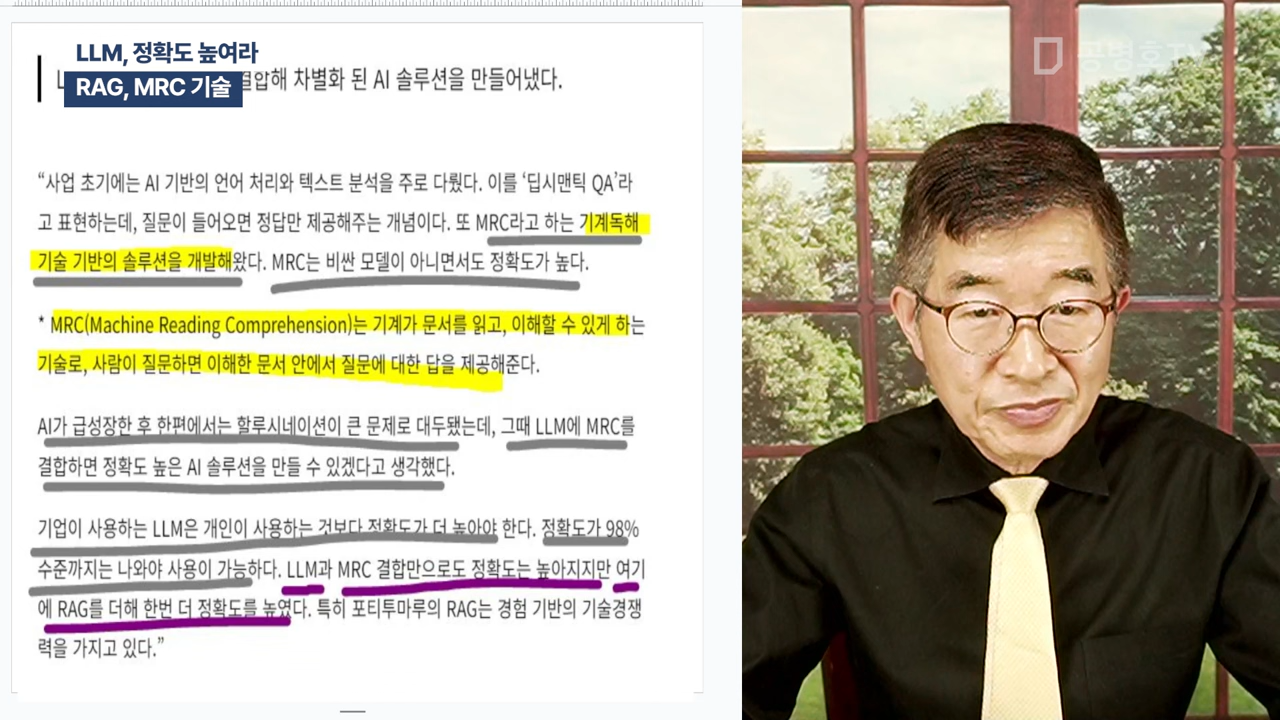 LLM, 정확도 높여라
RAG, MRC 기술
결합해 차별화 된 AI 솔루션을 만들어냈다.
“사업 초기에는 AI 기반의 언어 처리와 텍스트 분석을 주로 다뤘다. 이를 ‘딥시맨틱 QA’라
고 표현하는데, 질문이 들어오면 정답만 제공해주는 개념이다. 또 MRC라고 하는 기계독해
기술 기반의 솔루션을 개발해왔다. MRC는 비싼 모델이 아니면서도 정확도가 높다.
* MRC(Machine Reading Comprehension)는 기계가 문서를 읽고, 이해할 수 있게 하는
기술로, 사람이 질문하면 이해한 문서 안에서 질문에 대한 답을 제공해준다.
AI가 급성장한 후 한편에서는 할루시네이션이 큰 문제로 대두됐는데, 그때 LLM에 MRC를
결합하면 정확도 높은 AI 솔루션을 만들 수 있겠다고 생각했다.
기업이 사용하는 LLM은 개인이 사용하는 것보다 정확도가 더 높아야 한다. 정확도가 98%
수준까지는 나와야 사용이 가능하다. LLM과 MRC 결합만으로도 정확도는 높아지지만 여기
에 RAG를 더해 한번 더 정확도를 높였다. 특히 포티투마루의 RAG는 경험 기반의 기술경쟁
력을 가지고 있다.”
공병호TV